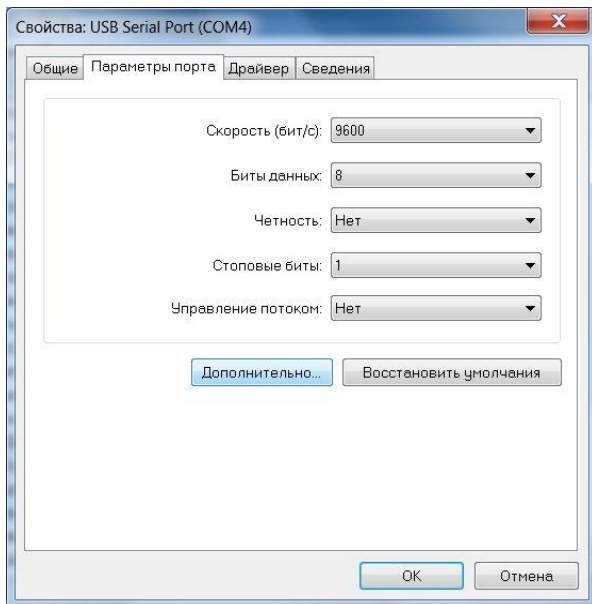 Свойства: USB Serial Port (COM4)
Общие Параметры порта Драйвер Сведения
Скорость (бит/с): 9600
Биты данных: 8
Четность: Нет
Стоповые биты: 1
Управление потоком: Нет
Дополнительно... Восстановить умолчания
OK Отмена